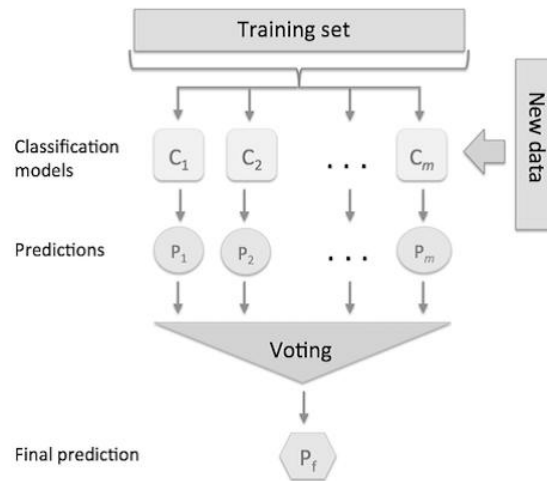 Training set
New data
Classification
models
C1 C2 . . . Cm
Predictions
P1 P2 . . . Pm
Voting
Final prediction
Pf